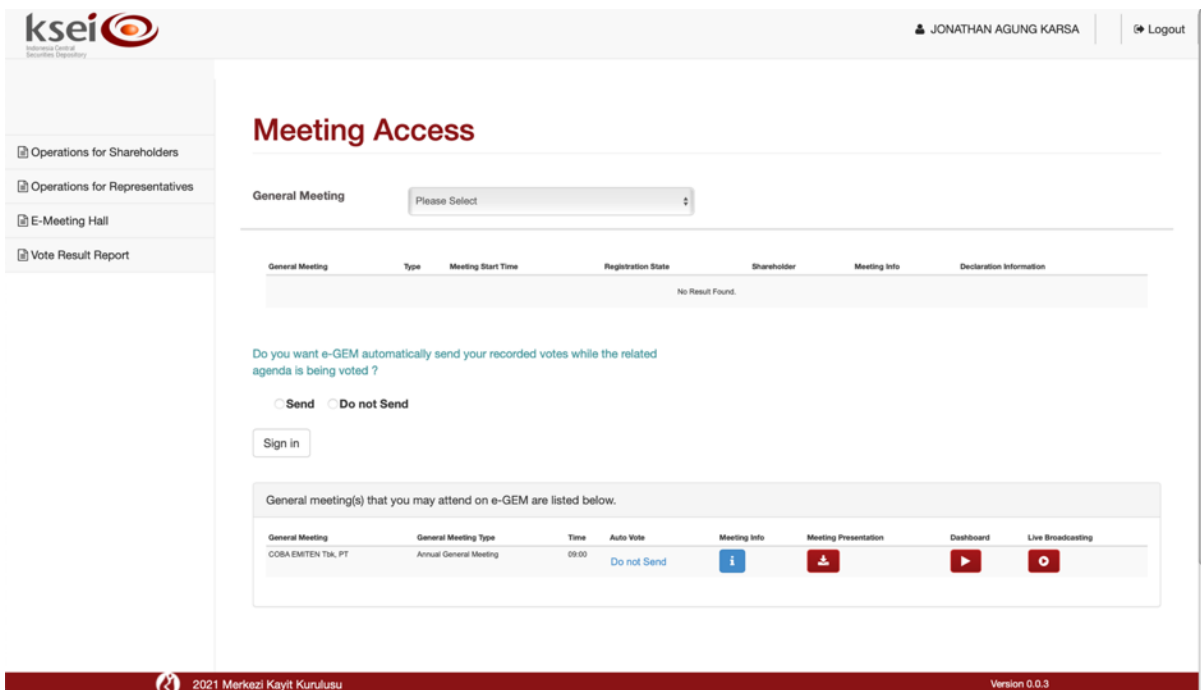 ksei
Indonesia Central
Securities Depository
JONATHAN AGUNG KARSA
Logout
Operations for Shareholders
Operations for Representatives
E-Meeting Hall
Vote Result Report
Meeting Access
General Meeting
Please Select
General Meeting Type Meeting Start Time Registration State Shareholder Meeting Info Declaration Information
No Result Found.
Do you want e-GEM automatically send your recorded votes while the related
agenda is being voted ?
Send Do not Send
Sign in
General meeting(s) that you may attend on e-GEM are listed below.
General Meeting General Meeting Type Time Auto Vote Meeting Info Meeting Presentation Dashboard Live Broadcasting
COBA EMITEN Tbk, PT Annual General Meeting 09:00 Do not Send
2021 Merkezi Kayit Kurulusu
Version 0.0.3